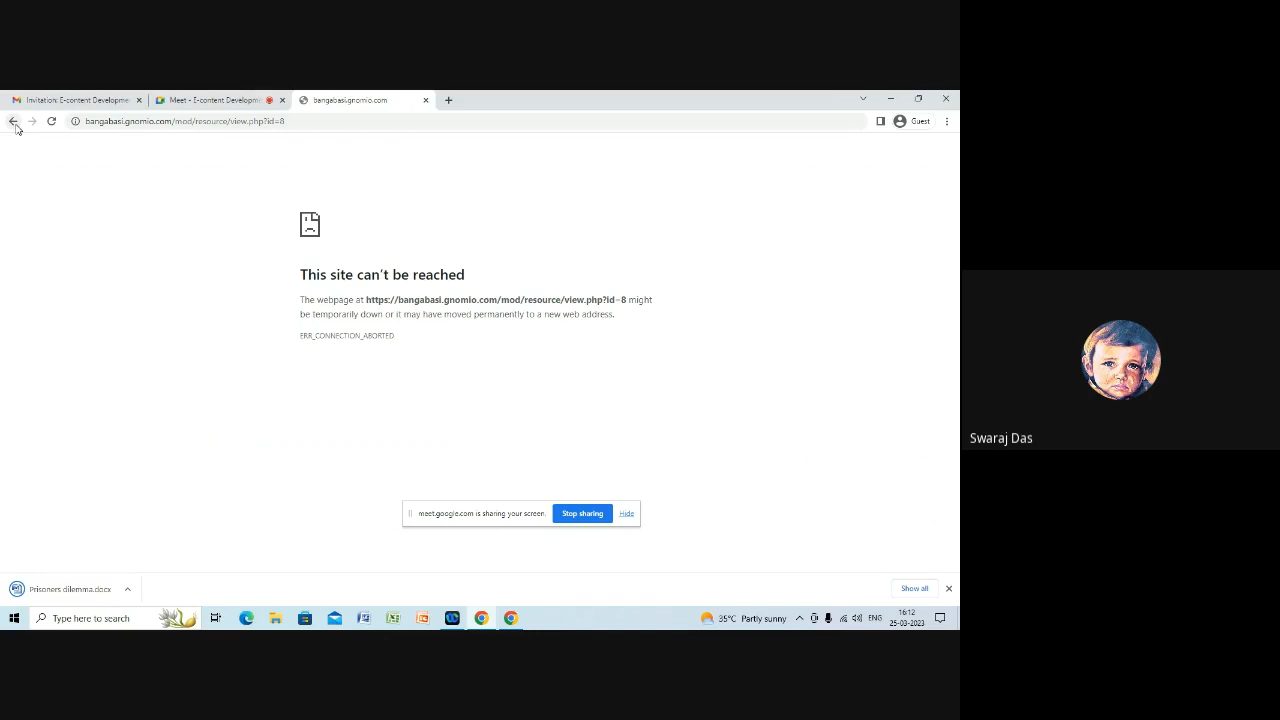 Invitation: E-content Developme
Meet - E-content Developm
bangabasi.gnomio.com
bangabasi.gnomio.com/mod/resource/view.php?id=8
Guest
This site can't be reached
The webpage at https://bangabasi.gnomio.com/mod/resource/view.php?id=8 might
be temporarily down or it may have moved permanently to a new web address.
ERR_CONNECTION_ABORTED
Swaraj Das
meet.google.com is sharing your screen.
Stop sharing
Hide
Prisoners dilemma.docx
Show all
Type here to search
35°C Partly sunny
ENG
16:12
25-03-2023